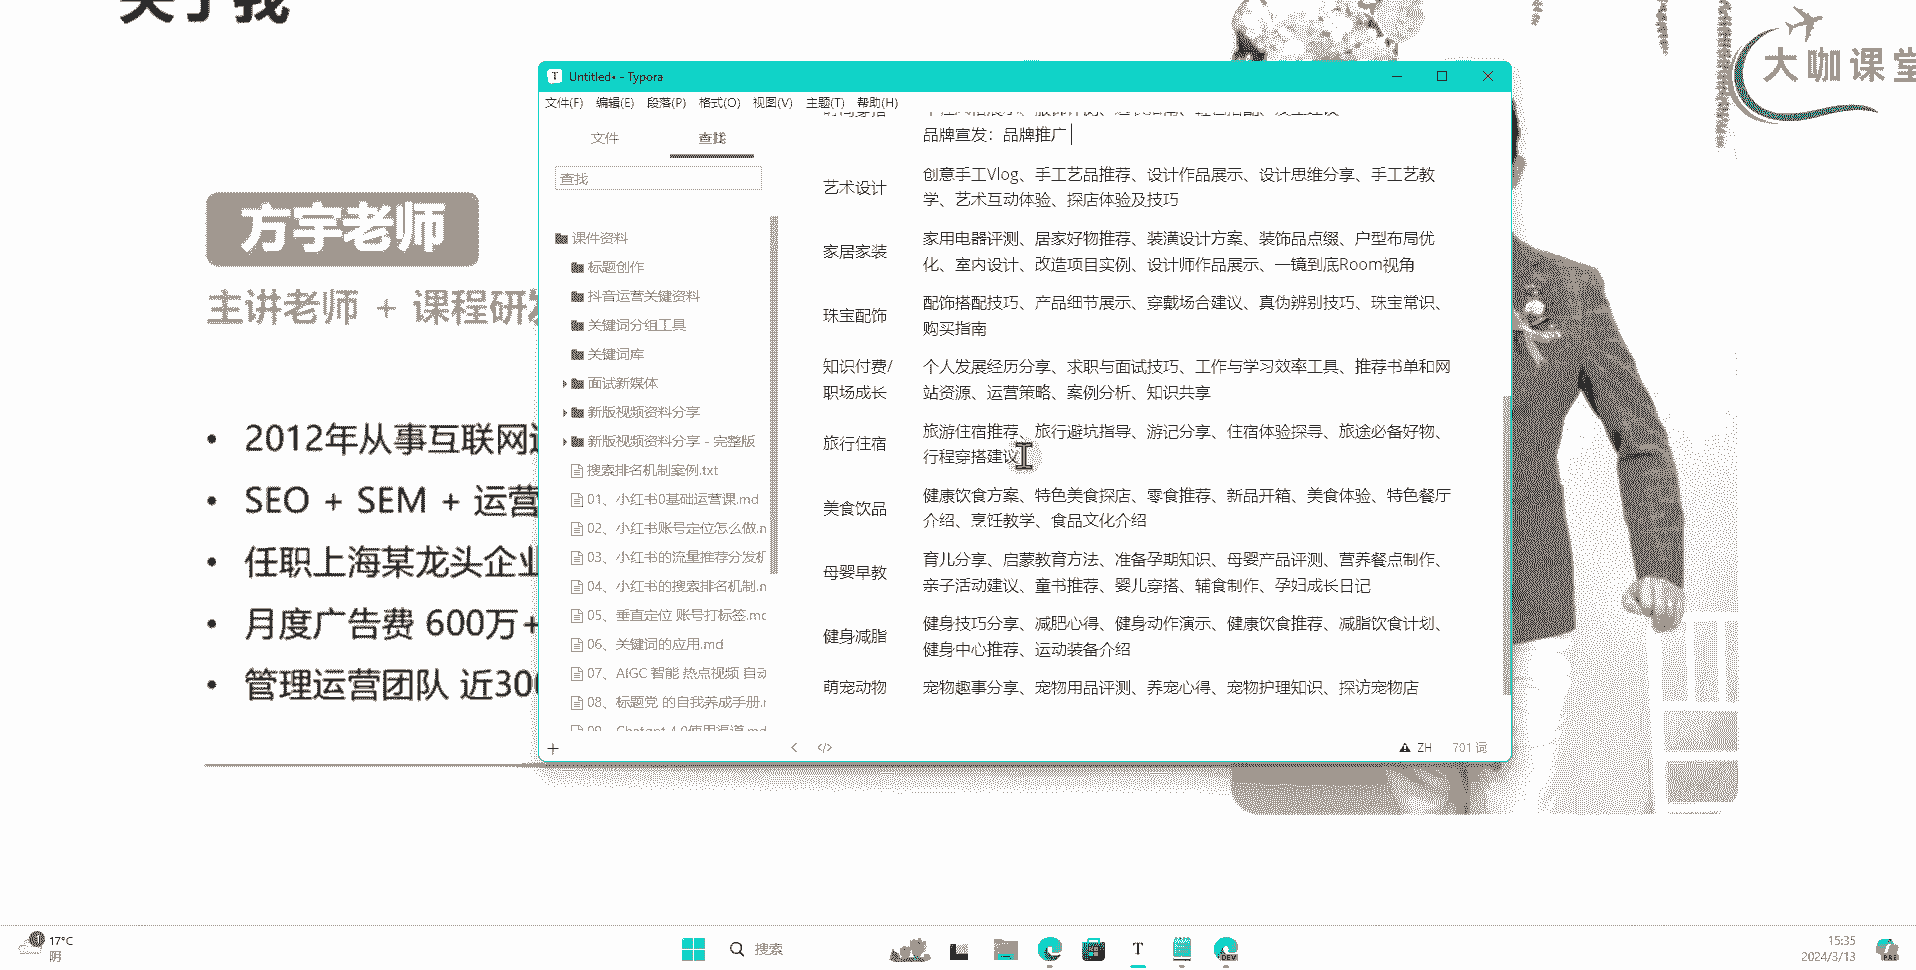 关于我
大咖课堂
方宇老师
主讲老师 + 课程研发
2012年从事互联网
SEO + SEM + 运营
任职上海某龙头企业
月度广告费 600万+
管理运营团队 近300
Untitled• - Typora
文件(F) 编辑(E) 段落(P) 格式(O) 视图(V) 主题(T) 帮助(H)
文件 查找
查找
课件资料
标题创作
抖音运营关键资料
关键词分组工具
关键词库
面试新媒体
新版视频资料分享
新版视频资料分享 - 完整版
搜索排名机制案例.txt
01、小红书0基础运营课.md
02、小红书账号定位怎么做.m
03、小红书的流量推荐分发机
04、小红书的搜索排名机制.m
05、垂直定位 账号打标签.md
06、关键词的应用.md
07、AIGC 智能 热点视频 自动
08、标题党 的自我养成手册.m
09、Chatgpt 4.0使用渠道.md
品牌宣发：品牌推广
艺术设计
创意手工Vlog、手工艺品推荐、设计作品展示、设计思维分享、手工艺教
学、艺术互动体验、探店体验及技巧
家居家装
家用电器评测、居家好物推荐、装潢设计方案、装饰品点缀、户型布局优
化、室内设计、改造项目实例、设计师作品展示、一镜到底Room视角
珠宝配饰
配饰搭配技巧、产品细节展示、穿戴场合建议、真伪辨别技巧、珠宝常识、
购买指南
知识付费/
职场成长
个人发展经历分享、求职与面试技巧、工作与学习效率工具、推荐书单和网
站资源、运营策略、案例分析、知识共享
旅行住宿
旅游住宿推荐、旅行避坑指导、游记分享、住宿体验探寻、旅途必备好物、
行程穿搭建议
美食饮品
健康饮食方案、特色美食探店、零食推荐、新品开箱、美食体验、特色餐厅
介绍、烹饪教学、食品文化介绍
母婴早教
育儿分享、启蒙教育方法、准备孕期知识、母婴产品评测、营养餐点制作、
亲子活动建议、童书推荐、婴儿穿搭、辅食制作、孕妇成长日记
健身减脂
健身技巧分享、减肥心得、健身动作演示、健康饮食推荐、减脂饮食计划、
健身中心推荐、运动装备介绍
萌宠动物
宠物趣事分享、宠物用品评测、养宠心得、宠物护理知识、探访宠物店
ZH 701 词
17°C
阴
搜索
15:35
2024/3/13